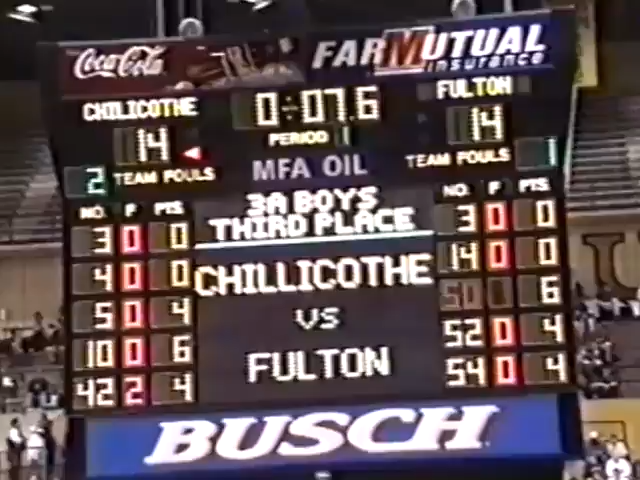 Coca-Cola
FARMUTUAL
Insurance
CHILICOTHE 0:07.6 FULTON
14 PERIOD 1 14
2 TEAM FOULS MFA OIL TEAM FOULS 1
NO. F PTS 3A BOYS NO. F PTS.
3 0 0 THIRD PLACE 3 0 0
4 0 0 CHILLICOTHE 14 0 0
5 0 4 VS 50 6
10 0 6 FULTON 52 0 4
42 2 4 54 0 4
BUSCH
U